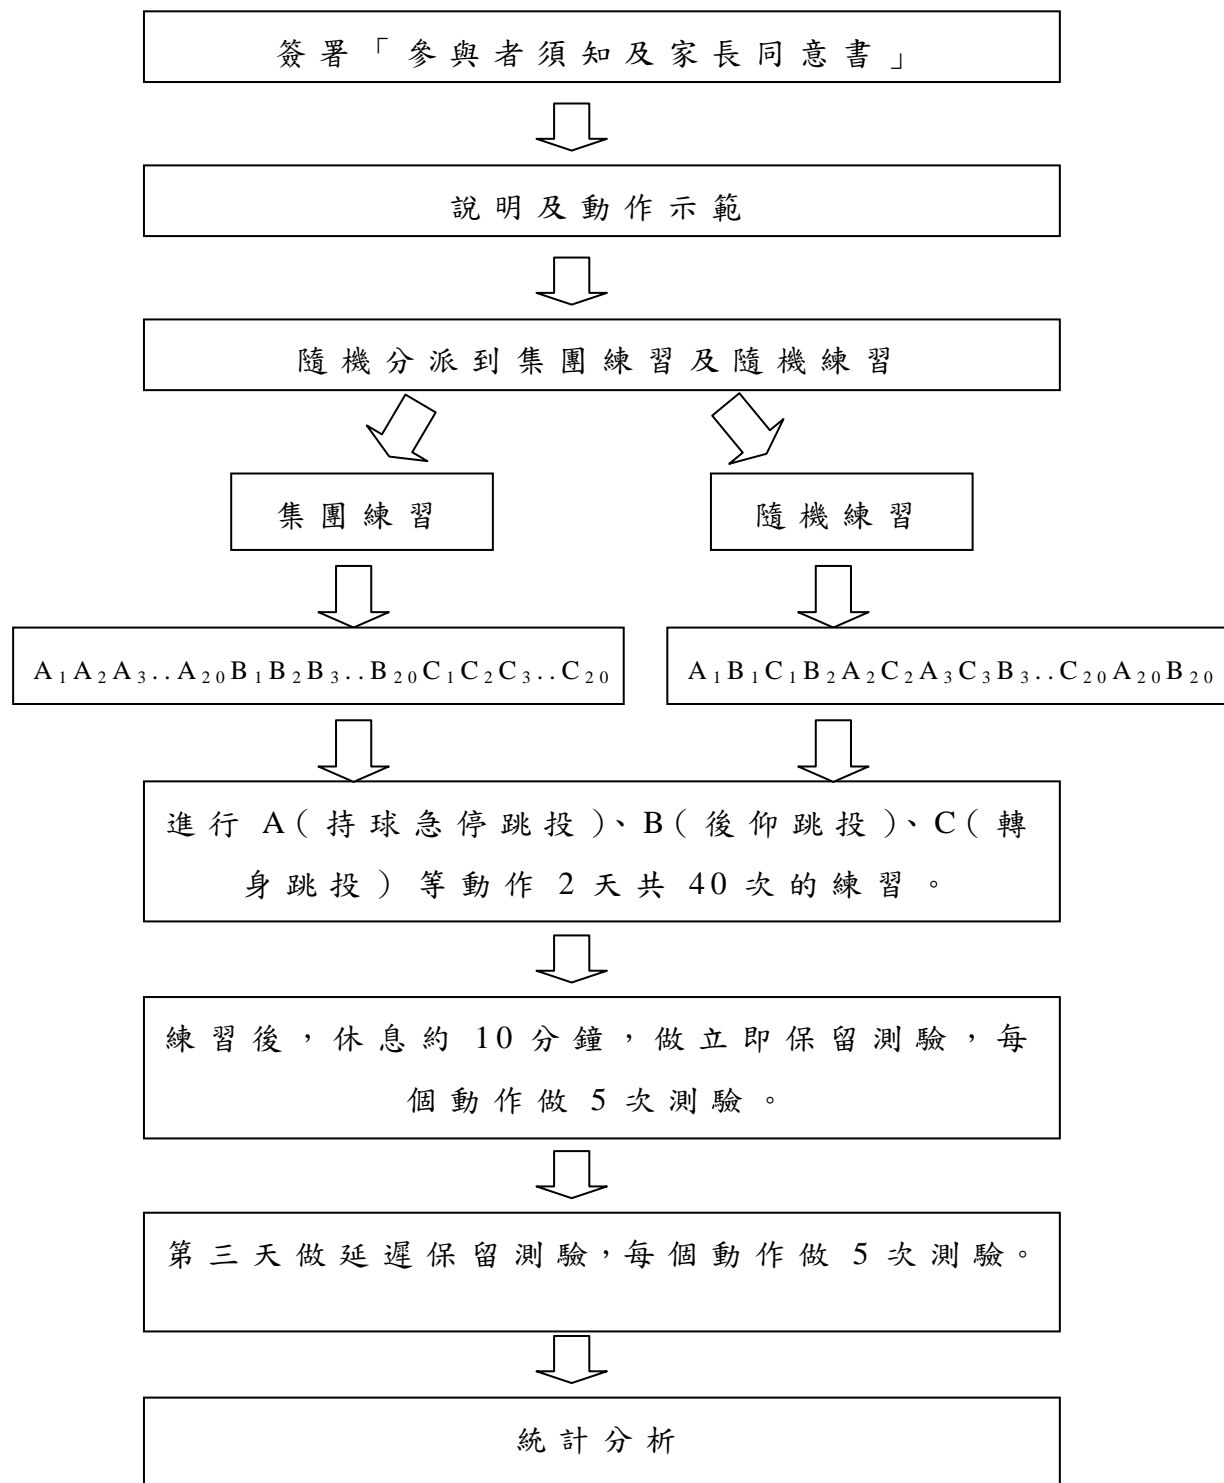 簽署「參與者須知及家長同意書」
說明及動作示範
隨機分派到集團練習及隨機練習
集團練習
隨機練習
A₁A₂A₃..A₂₀B₁B₂B₃..B₂₀C₁C₂C₃..C₂₀
A₁B₁C₁B₂A₂C₂A₃C₃B₃..C₂₀A₂₀B₂₀
進行 A(持球急停跳投)、B(後仰跳投)、C(轉
身跳投)等動作 2 天共 40 次的練習。
練習後,休息約 10 分鐘,做立即保留測驗,每
個動作做 5 次測驗。
第三天做延遲保留測驗,每個動作做 5 次測驗。
統計分析